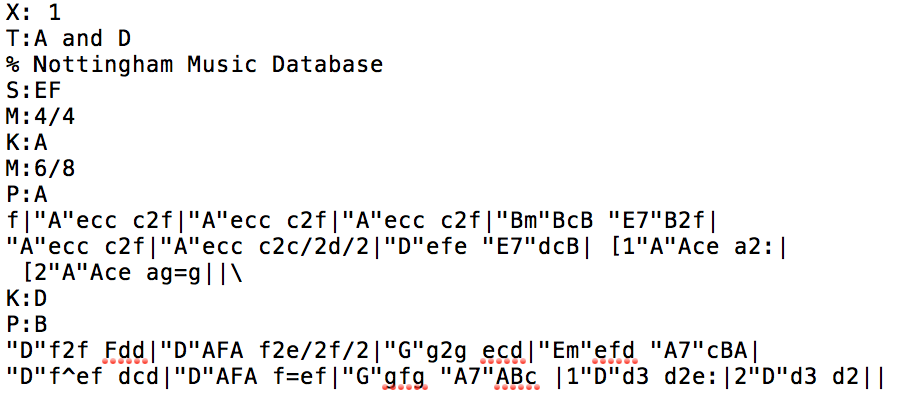 X: 1
T:A and D
% Nottingham Music Database
S:EF
M:4/4
K:A
M:6/8
P:A
f|"A"ecc c2f|"A"ecc c2f|"A"ecc c2f|"Bm"BcB "E7"B2f|
"A"ecc c2f|"A"ecc c2c/2d/2|"D"efe "E7"dcB| [1"A"Ace a2:|
 [2"A"Ace ag=g||\
K:D
P:B
"D"f2f Fdd|"D"AFA f2e/2f/2|"G"g2g ecd|"Em"efd "A7"cBA|
"D"f^ef dcd|"D"AFA f=ef|"G"gfg "A7"ABc |1"D"d3 d2e:|2"D"d3 d2||